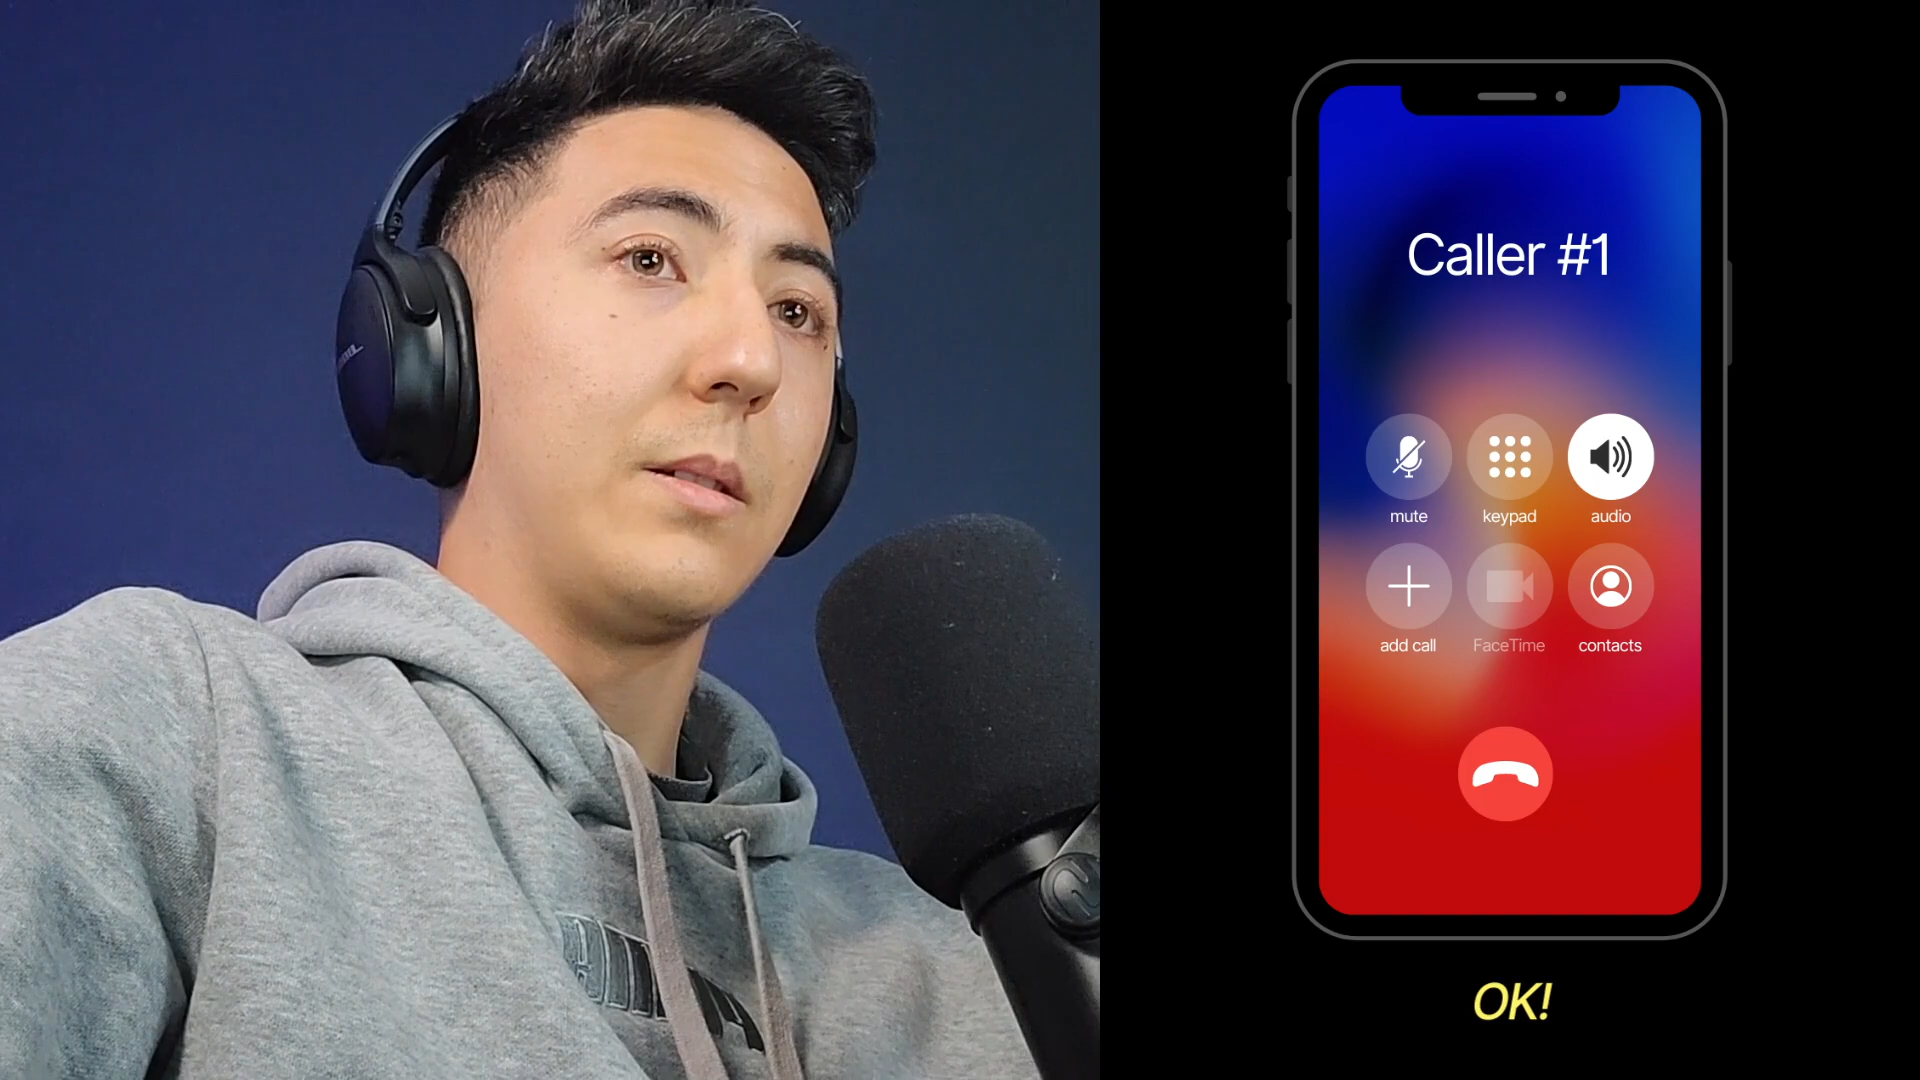 Caller #1
mute
keypad
audio
add call
FaceTime
contacts
OK!